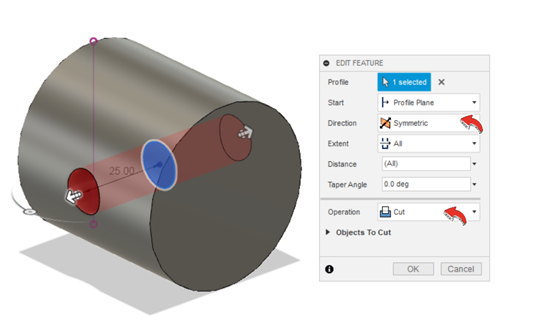 EDIT FEATURE
Profile 1 selected
Start Profile Plane
Direction Symmetric
Extent All
Distance (All)
Taper Angle 0.0 deg
Operation Cut
Objects To Cut
OK Cancel
25.00